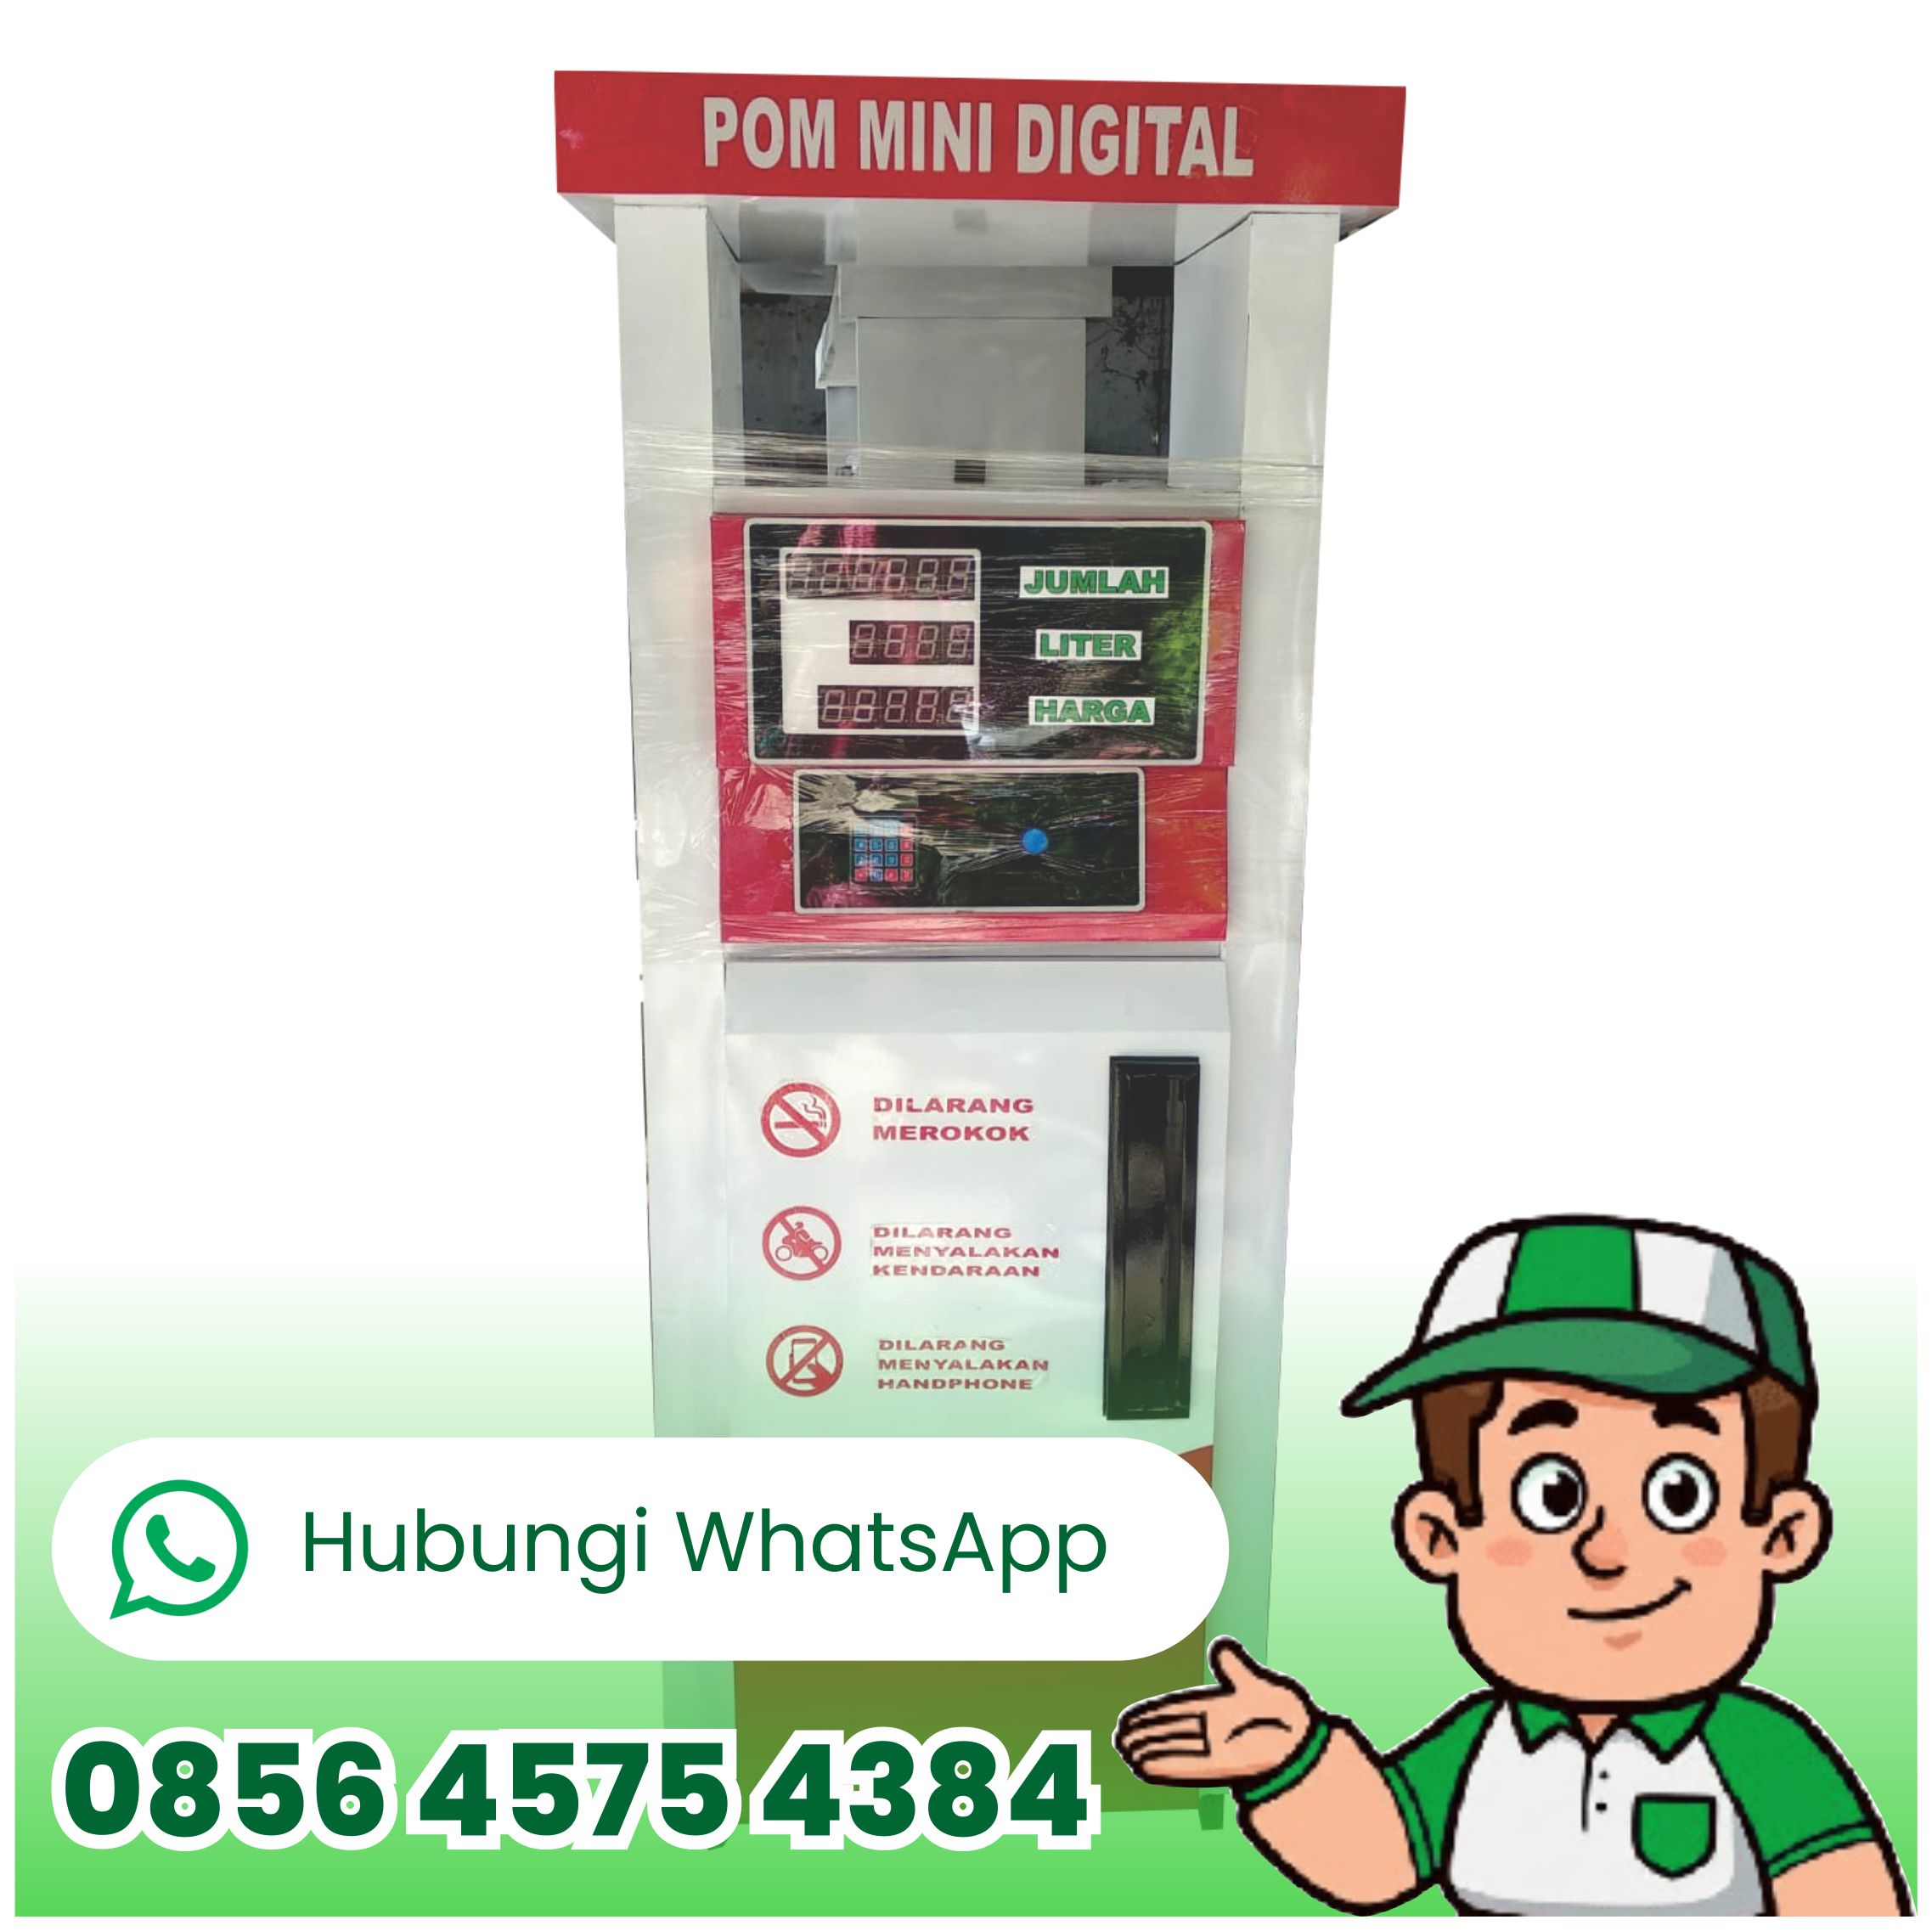 POM MINI DIGITAL
JUMLAH
LITER
HARGA
DILARANG
MEROKOK
DILARANG
MENYALAKAN
KENDARAAN
DILARANG
MENYALAKAN
HANDPHONE
Hubungi WhatsApp
0856 4575 4384